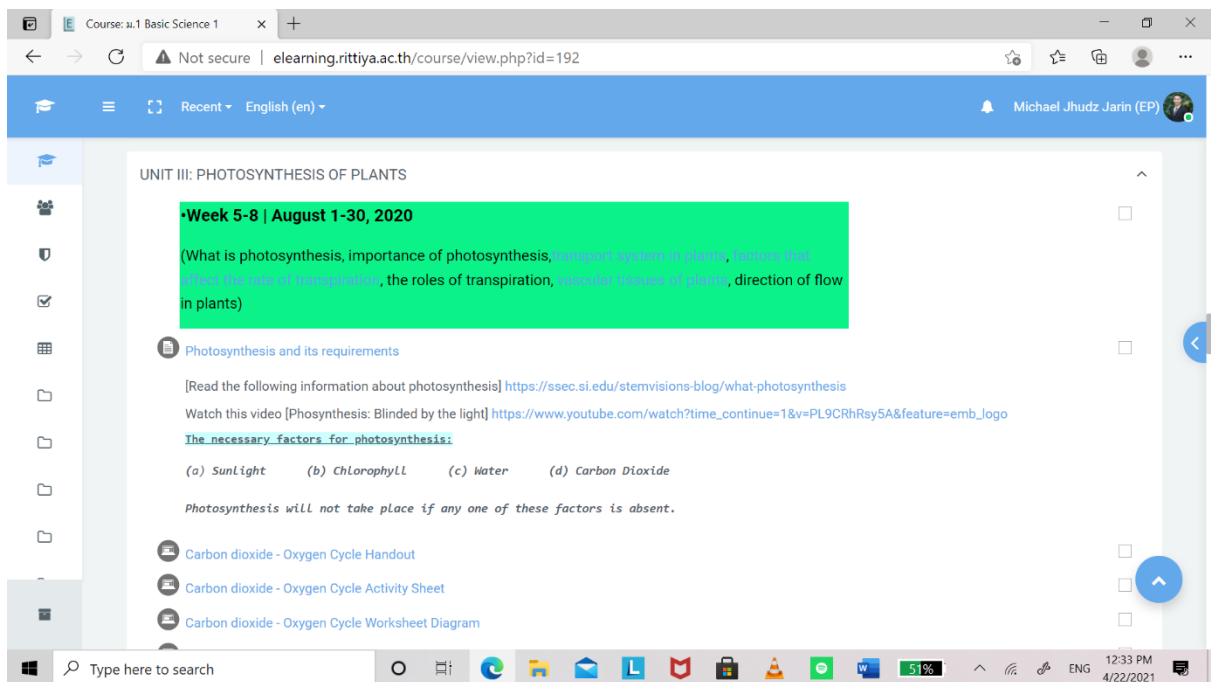 Course: ม.1 Basic Science 1
Not secure | elearning.rittiya.ac.th/course/view.php?id=192
Recent English (en) Michael Jhudz Jarin (EP)
UNIT III: PHOTOSYNTHESIS OF PLANTS
•Week 5-8 | August 1-30, 2020
(What is photosynthesis, importance of photosynthesis,transport system in plants, factors that
affect the rate of transpiration, the roles of transpiration, vascular tissues of plants, direction of flow
in plants)
Photosynthesis and its requirements
[Read the following information about photosynthesis] https://ssec.si.edu/stemvisions-blog/what-photosynthesis
Watch this video [Phosynthesis: Blinded by the light] https://www.youtube.com/watch?time_continue=1&v=PL9CRhRsy5A&feature=emb_logo
The necessary factors for photosynthesis:
(a) Sunlight (b) Chlorophyll (c) Water (d) Carbon Dioxide
Photosynthesis will not take place if any one of these factors is absent.
Carbon dioxide - Oxygen Cycle Handout
Carbon dioxide - Oxygen Cycle Activity Sheet
Carbon dioxide - Oxygen Cycle Worksheet Diagram
Type here to search 51% ENG 12:33 PM
4/22/2021